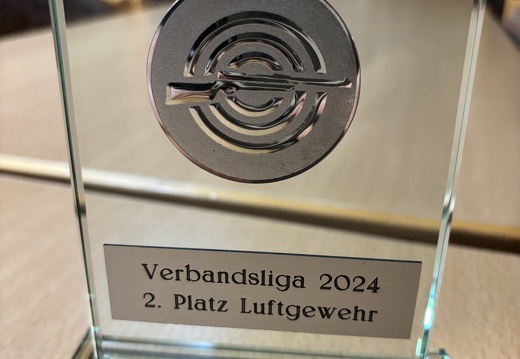 Verbandsliga 2024
2. Platz Luftgewehr